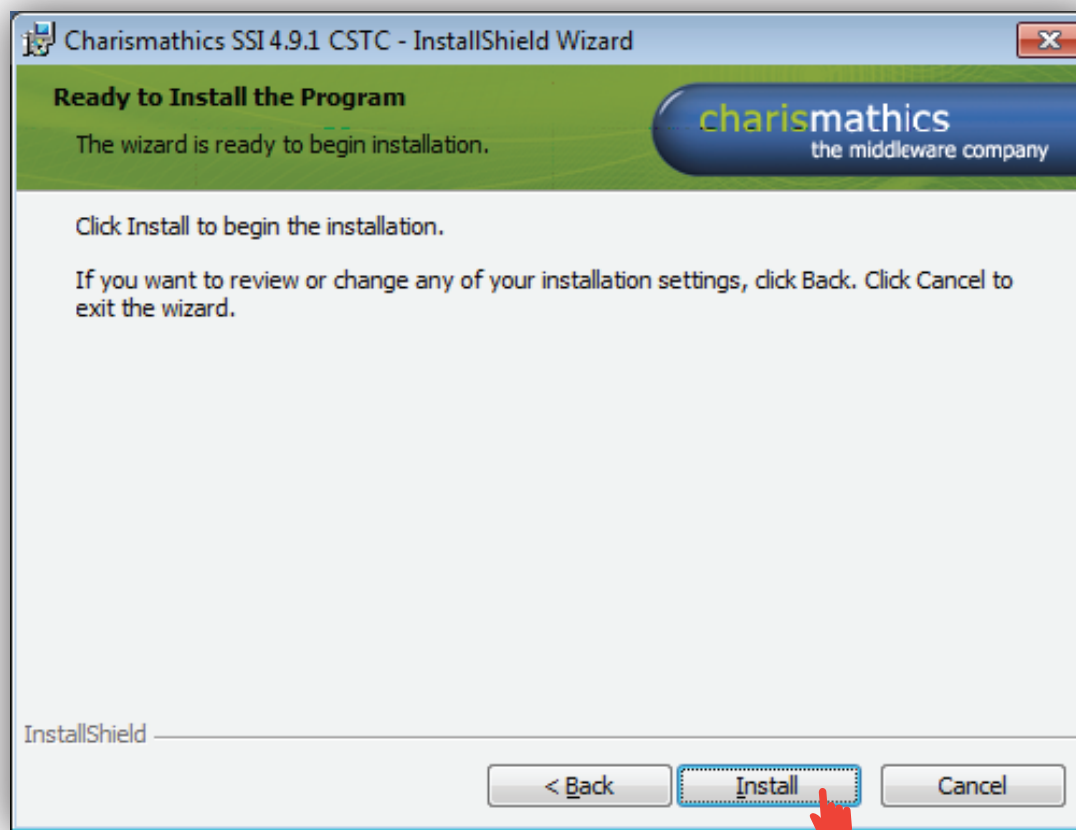 Charismathics SSI 4.9.1 CSTC - InstallShield Wizard
Ready to Install the Program
The wizard is ready to begin installation.
charismathics
the middleware company
Click Install to begin the installation.
If you want to review or change any of your installation settings, click Back. Click Cancel to
exit the wizard.
InstallShield
< Back
Install
Cancel